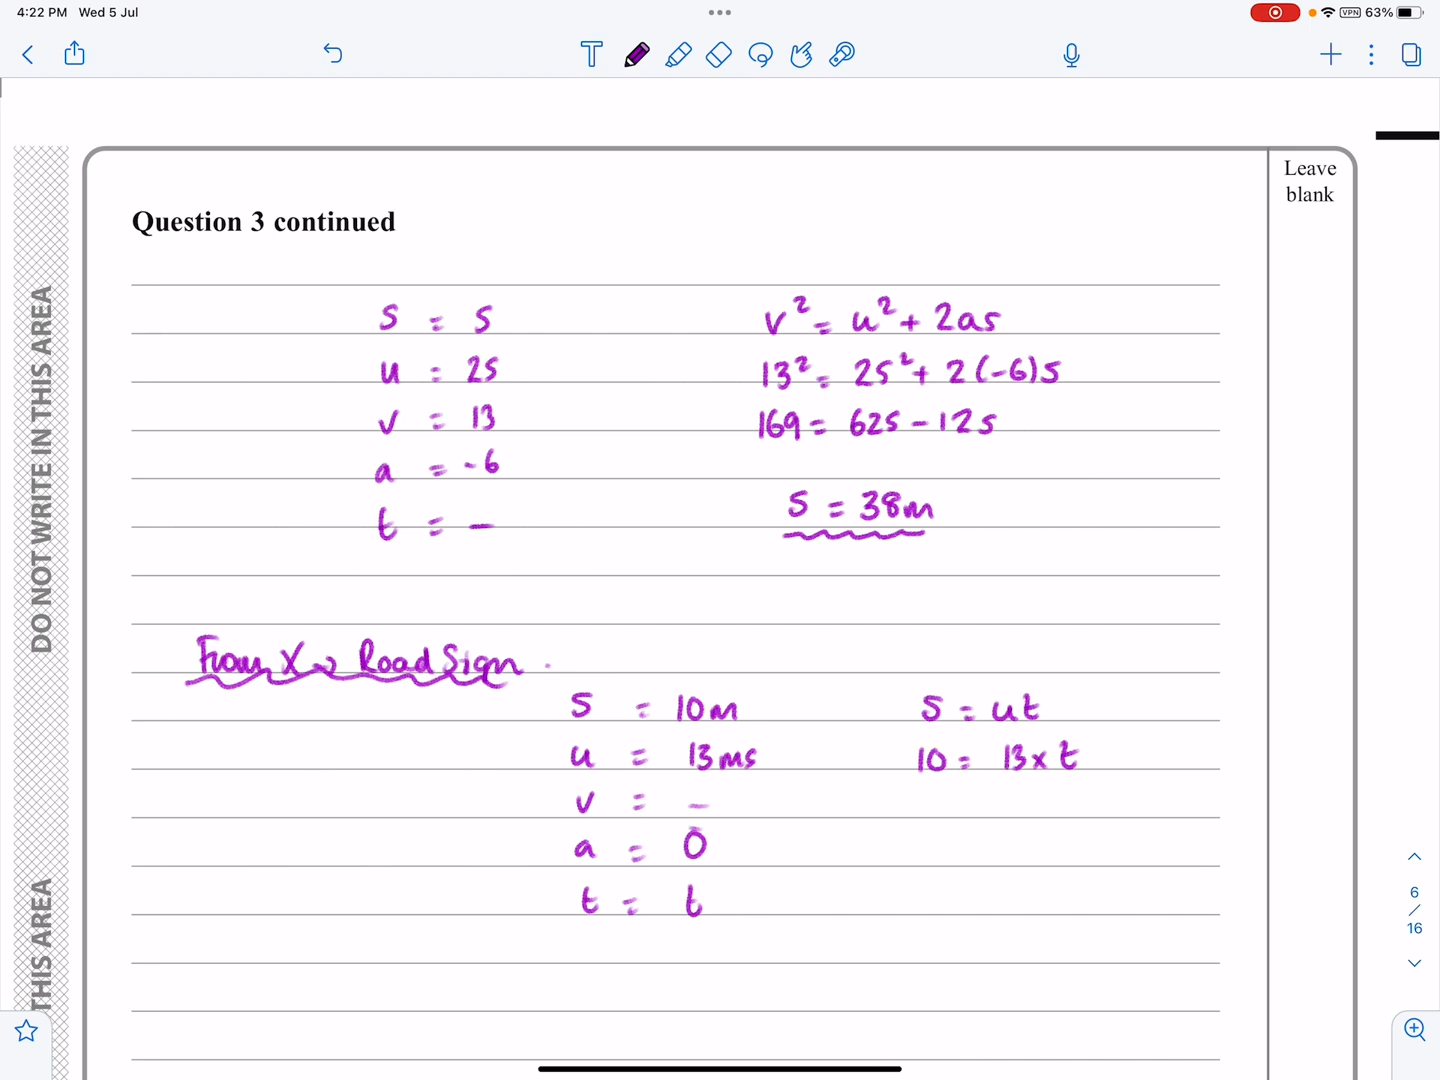 4:22 PM Wed 5 Jul
VPN 63%
T
Leave
blank
Question 3 continued
DO NOT WRITE IN THIS AREA
THIS AREA
s = s
u = 25
v = 13
a = -6
t = -
v² = u² + 2as
13² = 25² + 2(-6)s
169 = 625 - 12s
s = 38m
From X → Road Sign.
s = 10m
u = 13ms
v = -
a = 0
t = t
s = ut
10 = 13 x t
6
/
16